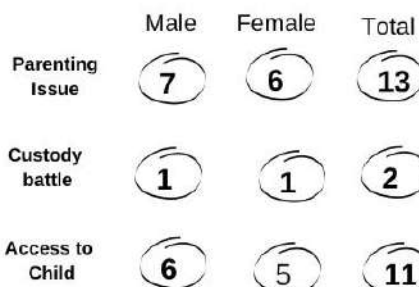 Male Female Total
Parenting
Issue
7 6 13
Custody
battle
1 1 2
Access to
Child
6 5 11